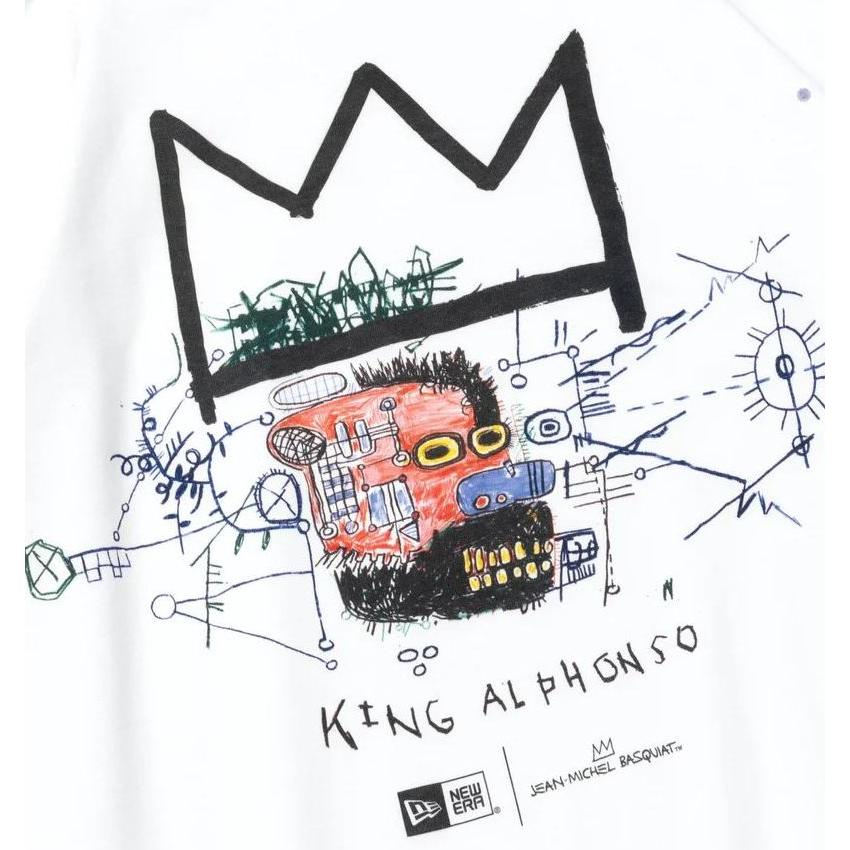 KING ALPHONSO
NEW ERA®
JEAN-MICHEL BASQUIAT™